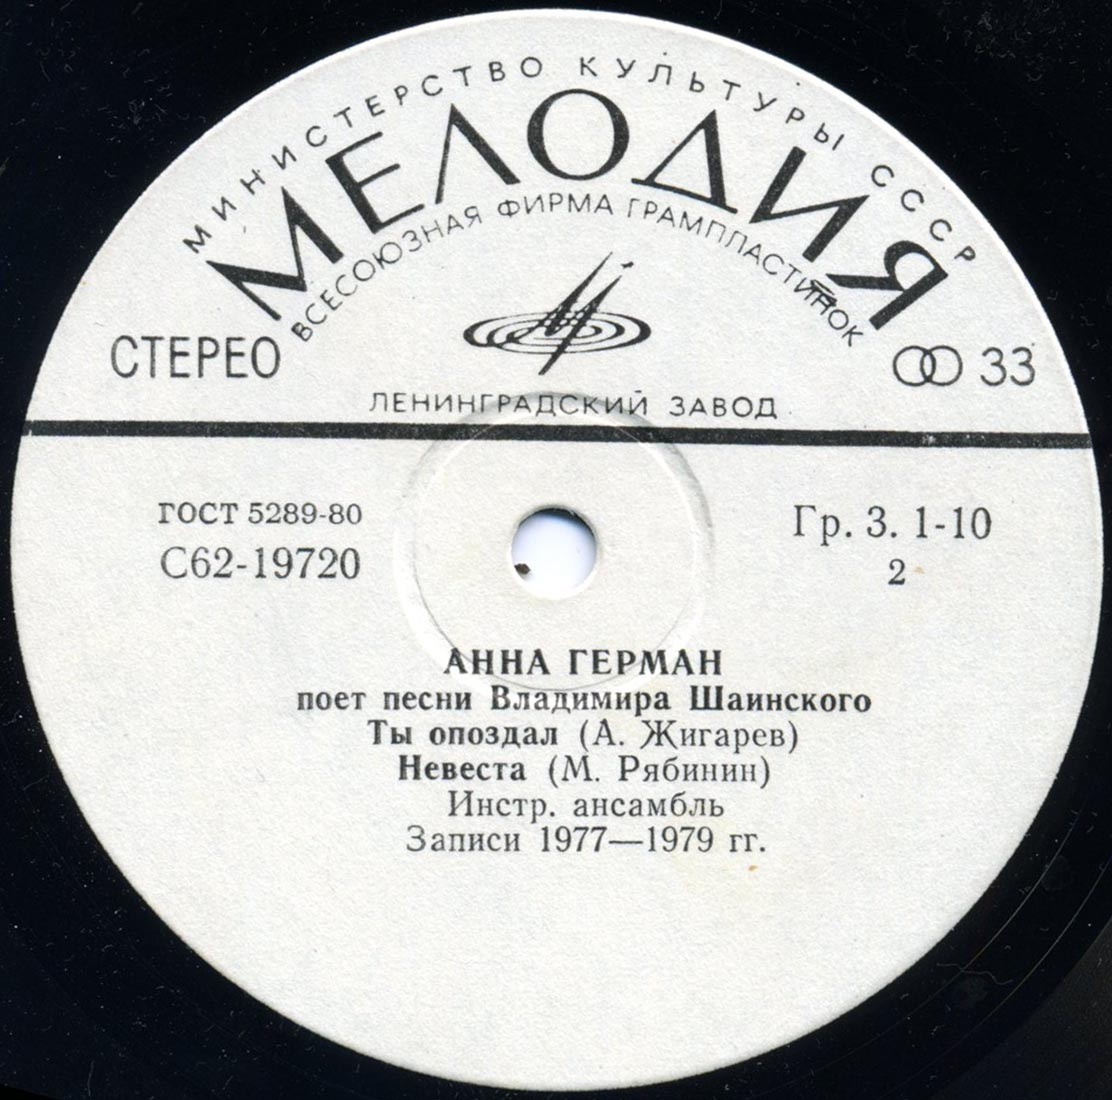 МИНИСТЕРСТВО КУЛЬТУРЫ СССР
МЕЛОДИЯ
ВСЕСОЮЗНАЯ ФИРМА ГРАМПЛАСТИНОК
СТЕРЕО
33
ЛЕНИНГРАДСКИЙ ЗАВОД
ГОСТ 5289-80
С62-19720
Гр. 3. 1-10
2
АННА ГЕРМАН
поет песни Владимира Шаинского
Ты опоздал (А. Жигарев)
Невеста (М. Рябинин)
Инстр. ансамбль
Записи 1977—1979 гг.